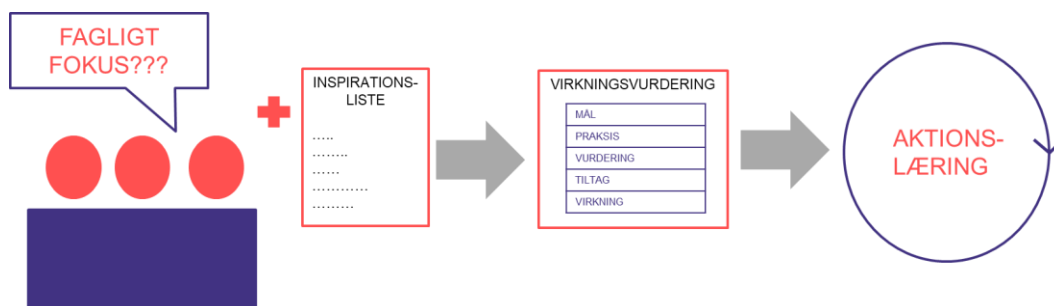 FAGLIGT
FOKUS???
INSPIRATIONS-
LISTE
…..
……..
……
…………
………
VIRKNINGSVURDERING
MÅL
PRAKSIS
VURDERING
TILTAG
VIRKNING
AKTIONS-
LÆRING